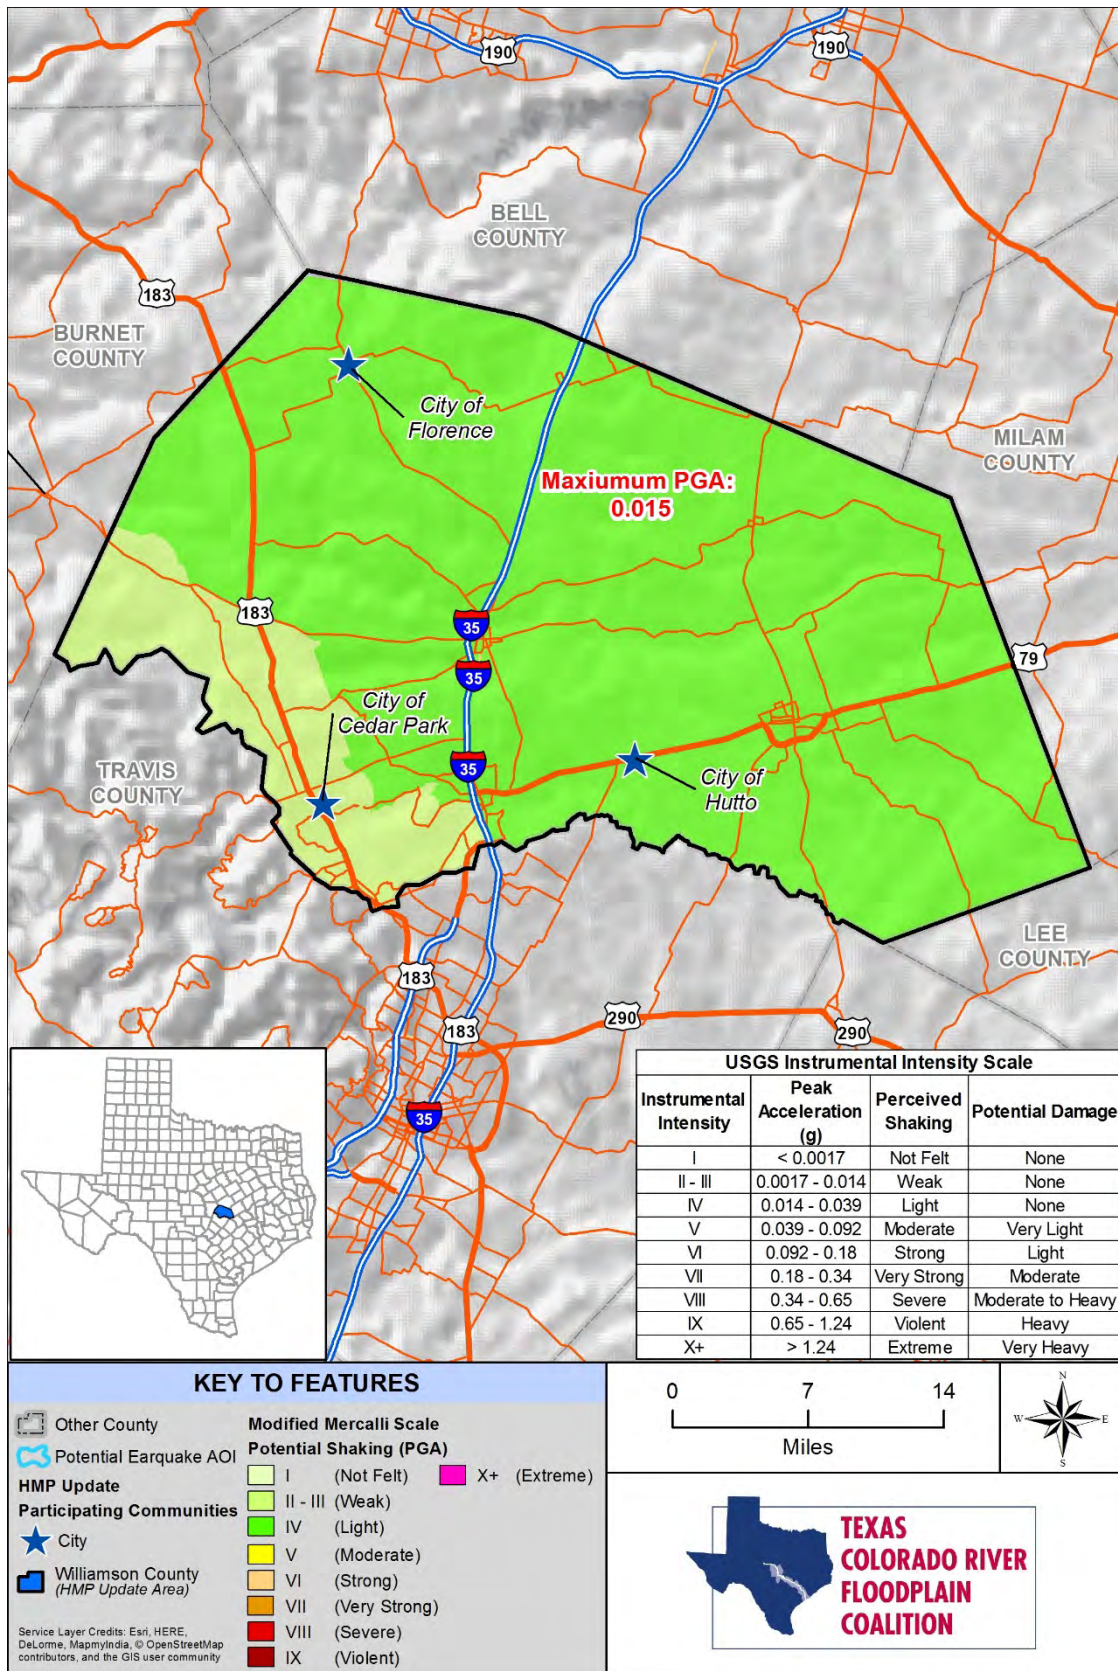 190
190
BELL
COUNTY
183
BURNET
COUNTY
City of
Florence
MILAM
COUNTY
Maxiumum PGA:
0.015
183
35
35
79
City of
Cedar Park
TRAVIS
COUNTY
35
City of
Hutto
LEE
COUNTY
183
183
290
290
35
USGS Instrumental Intensity Scale
Instrumental Intensity Peak Acceleration (g) Perceived Shaking Potential Damage
I < 0.0017 Not Felt None
II - III 0.0017 - 0.014 Weak None
IV 0.014 - 0.039 Light None
V 0.039 - 0.092 Moderate Very Light
VI 0.092 - 0.18 Strong Light
VII 0.18 - 0.34 Very Strong Moderate
VIII 0.34 - 0.65 Severe Moderate to Heavy
IX 0.65 - 1.24 Violent Heavy
X+ > 1.24 Extreme Very Heavy
KEY TO FEATURES
Other County
Potential Earquake AOI
HMP Update
Participating Communities
City
Williamson County
(HMP Update Area)
Service Layer Credits: Esri, HERE,
DeLorme, MapmyIndia, © OpenStreetMap
contributors, and the GIS user community
Modified Mercalli Scale
Potential Shaking (PGA)
I (Not Felt)
II - III (Weak)
IV (Light)
V (Moderate)
VI (Strong)
VII (Very Strong)
VIII (Severe)
IX (Violent)
X+ (Extreme)
0 7 14
Miles
N
W E
S
TEXAS
COLORADO RIVER
FLOODPLAIN
COALITION